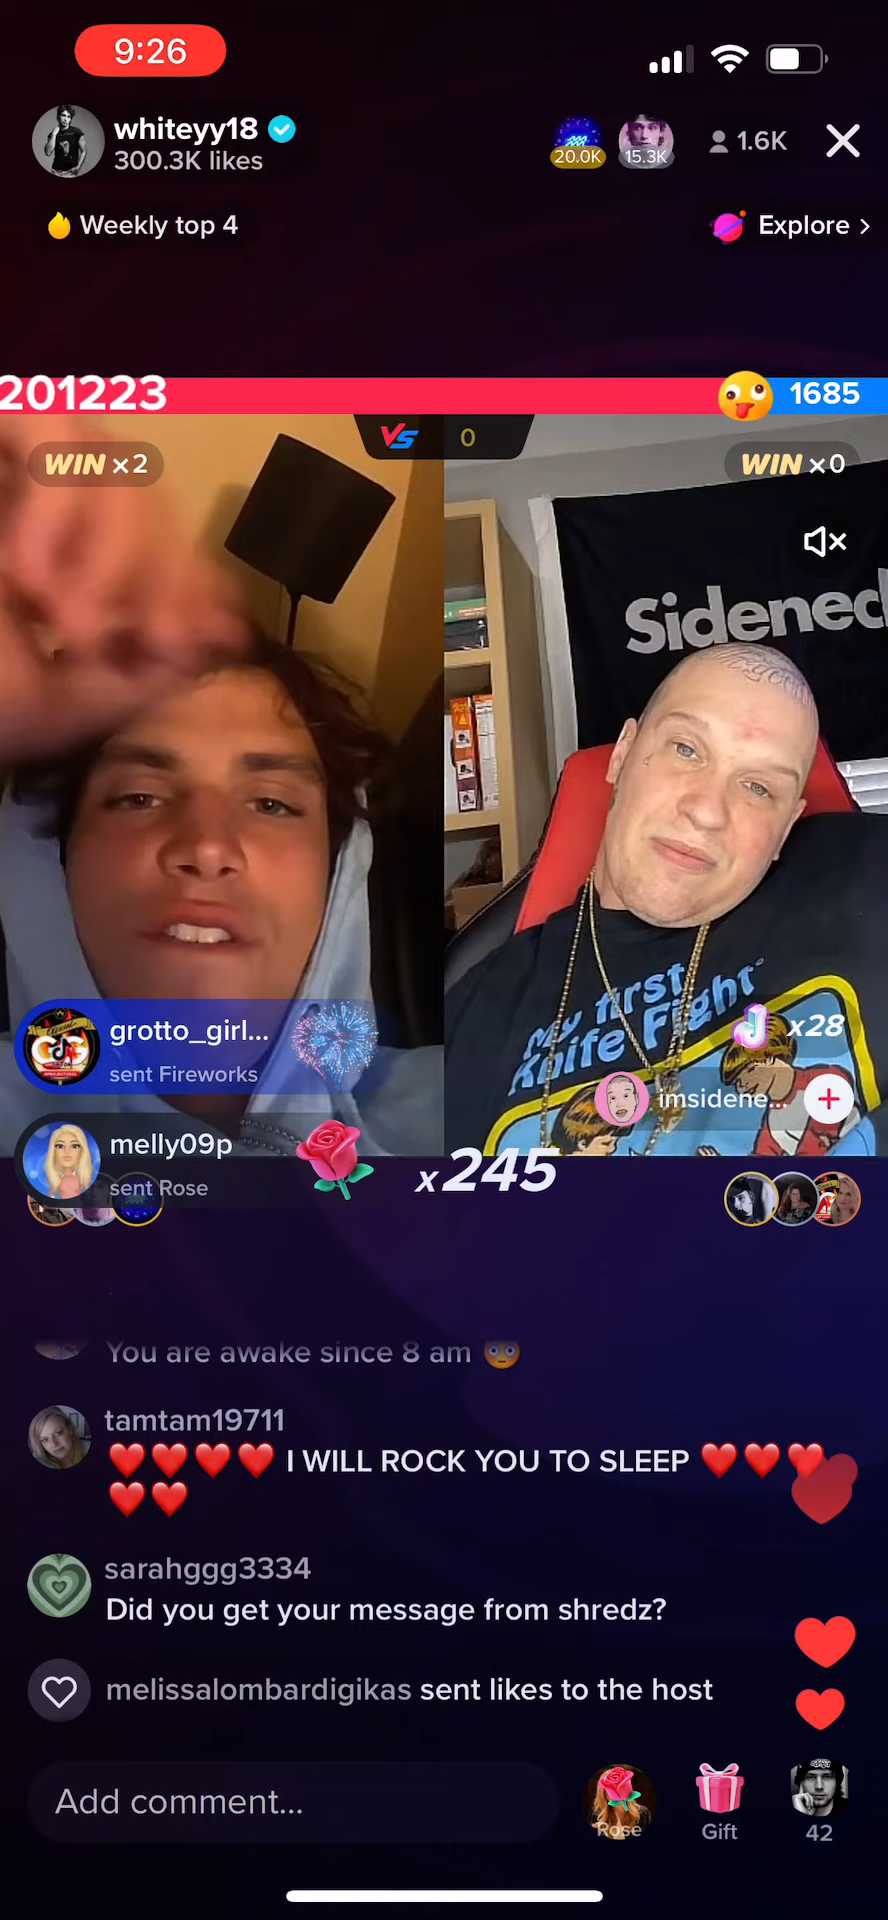 9:26
whiteyy18
300.3K likes
20.0K
15.3K
1.6K
Weekly top 4
Explore >
201223
1685
WIN x2
VS
0
WIN x0
Sidened
My first
Knife Fight
x28
imsidene...
grotto_girl...
sent Fireworks
melly09p
sent Rose
x245
You are awake since 8 am 😳
tamtam19711
❤️❤️❤️❤️ I WILL ROCK YOU TO SLEEP ❤️❤️❤️
❤️❤️
sarahggg3334
Did you get your message from shredz?
melissalombardigikas sent likes to the host
Add comment...
Rose
Gift
42